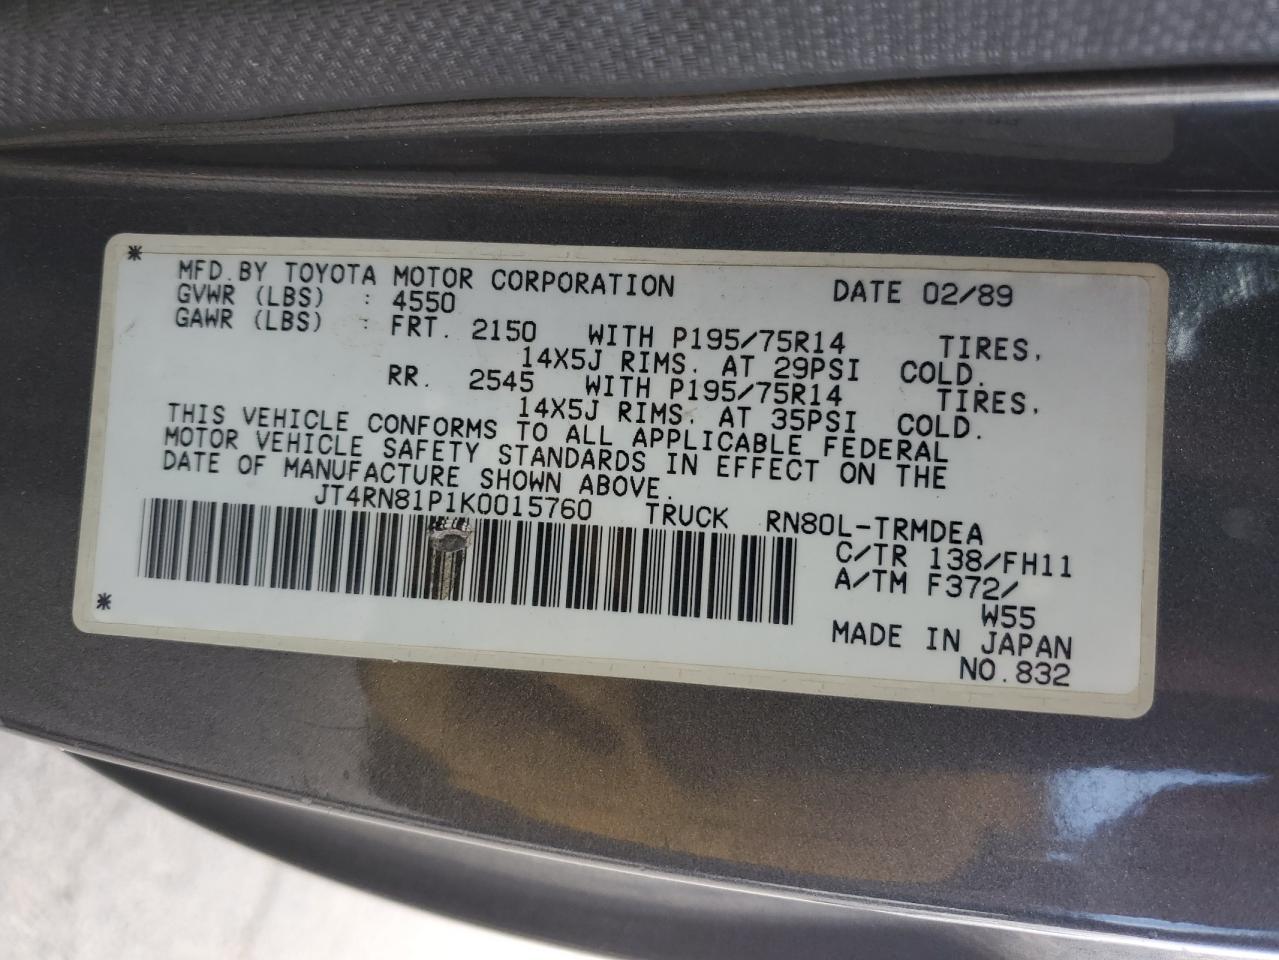 *
MFD.BY TOYOTA MOTOR CORPORATION DATE 02/89
GVWR (LBS) : 4550
GAWR (LBS) : FRT. 2150 WITH P195/75R14 TIRES,
14X5J RIMS, AT 29PSI COLD.
RR. 2545 WITH P195/75R14 TIRES,
14X5J RIMS, AT 35PSI COLD.
THIS VEHICLE CONFORMS TO ALL APPLICABLE FEDERAL
MOTOR VEHICLE SAFETY STANDARDS IN EFFECT ON THE
DATE OF MANUFACTURE SHOWN ABOVE.
JT4RN81P1K0015760 TRUCK RN80L-TRMDEA
C/TR 138/FH11
A/TM F372/
W55
* MADE IN JAPAN
NO.832